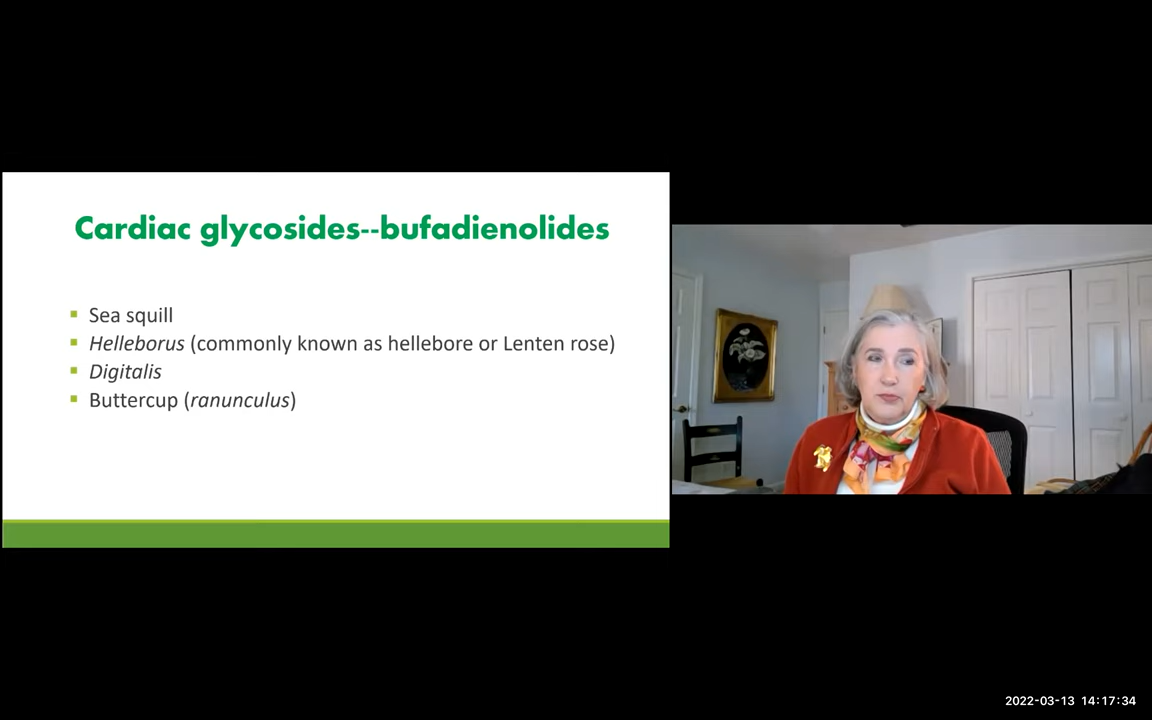 Cardiac glycosides--bufadienolides
Sea squill
Helleborus (commonly known as hellebore or Lenten rose)
Digitalis
Buttercup (ranunculus)
2022-03-13 14:17:34